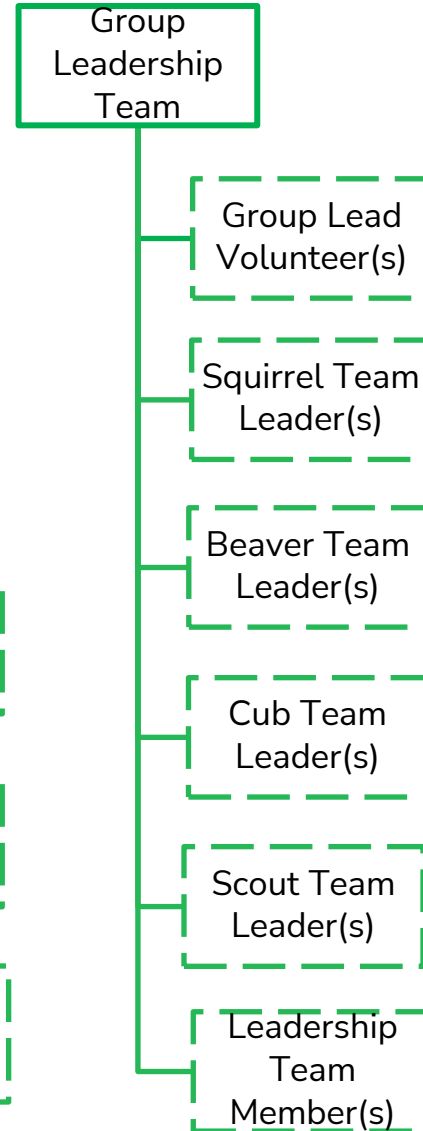 Group
Leadership
Team
Group Lead
Volunteer(s)
Squirrel Team
Leader(s)
Beaver Team
Leader(s)
Cub Team
Leader(s)
Scout Team
Leader(s)
Leadership
Team
Member(s)